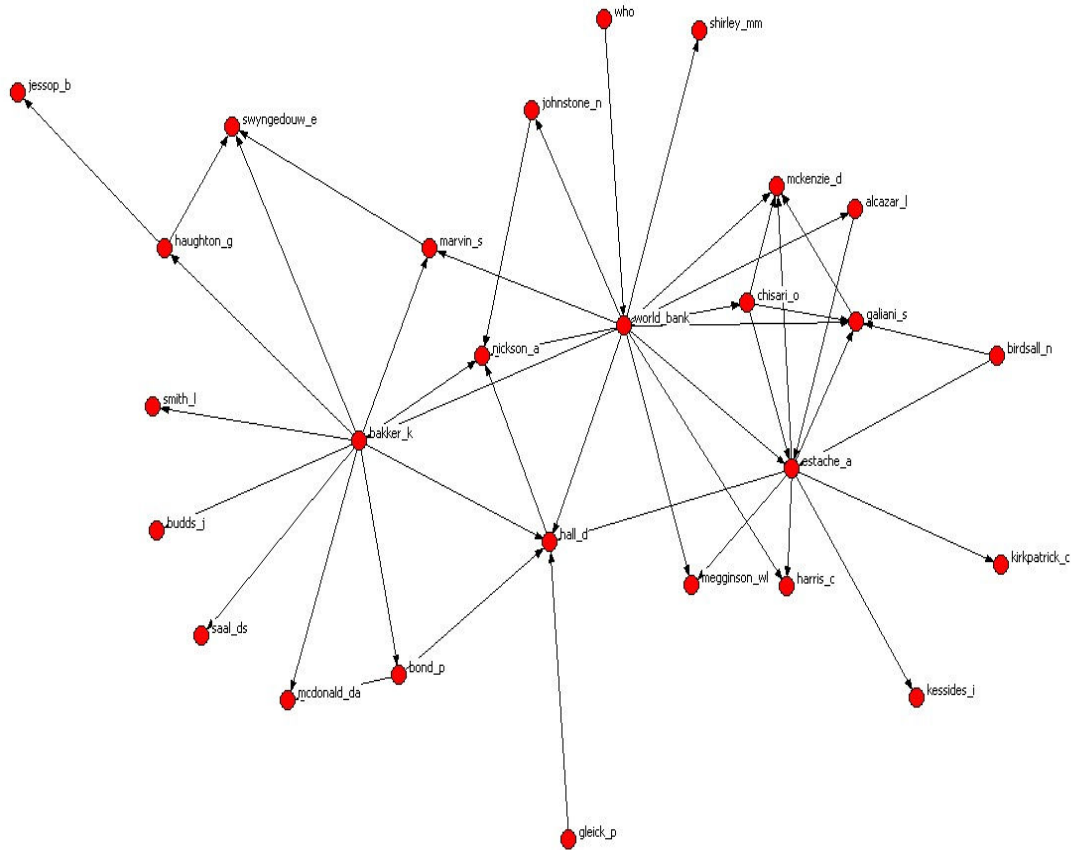 who
shirley_mm
jessop_b
johnstone_n
swyngedouw_e
mckenzie_d
alcazar_l
haughton_g
marvin_s
chisari_o
world_bank
galiani_s
nickson_a
birdsall_n
smith_l
bakker_k
estache_a
budds_j
hall_d
kirkpatrick_c
megginson_wl
harris_c
saal_ds
bond_p
mcdonald_da
kessides_i
gleick_p